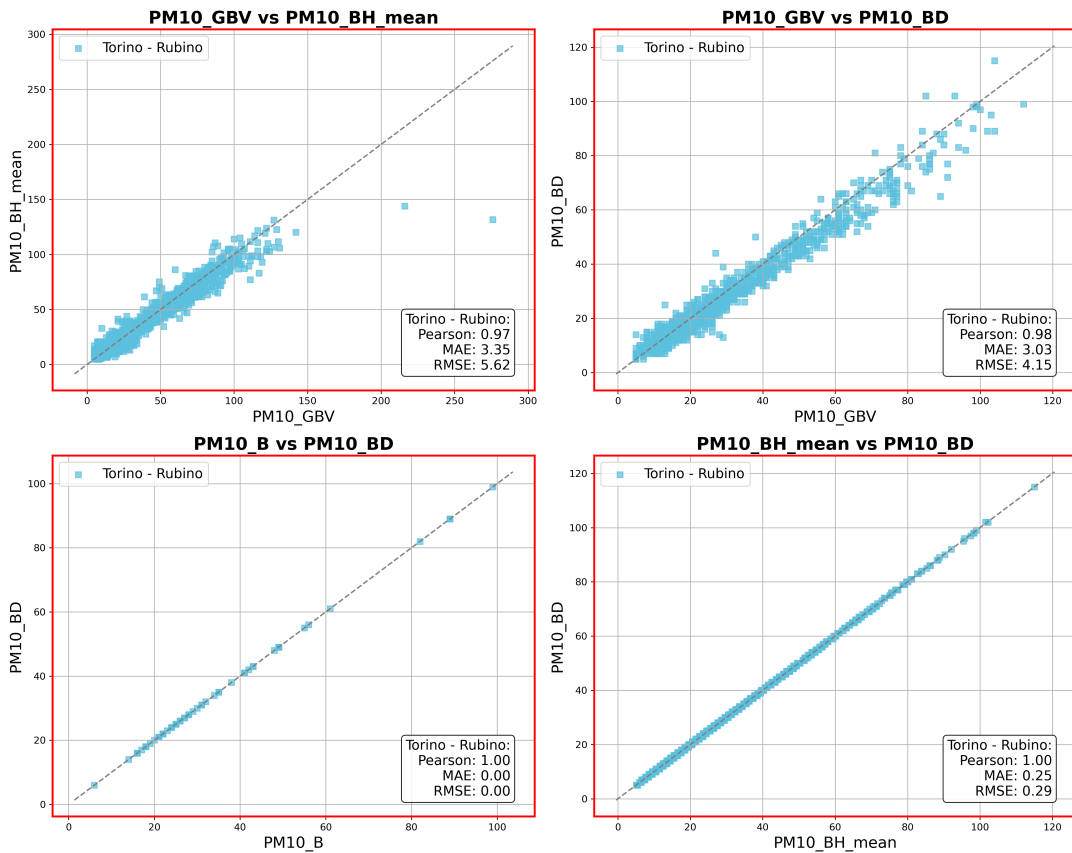 PM10_GBV vs PM10_BH_mean
Torino - Rubino
300
250
200
150
100
50
0
PM10_BH_mean
Torino - Rubino:
Pearson: 0.97
MAE: 3.35
RMSE: 5.62
0 50 100 150 200 250 300
PM10_GBV
PM10_GBV vs PM10_BD
Torino - Rubino
120
100
80
60
40
20
0
PM10_BD
Torino - Rubino:
Pearson: 0.98
MAE: 3.03
RMSE: 4.15
0 20 40 60 80 100 120
PM10_GBV
PM10_B vs PM10_BD
Torino - Rubino
100
80
60
40
20
0
PM10_BD
Torino - Rubino:
Pearson: 1.00
MAE: 0.00
RMSE: 0.00
0 20 40 60 80 100
PM10_B
PM10_BH_mean vs PM10_BD
Torino - Rubino
120
100
80
60
40
20
0
PM10_BD
Torino - Rubino:
Pearson: 1.00
MAE: 0.25
RMSE: 0.29
0 20 40 60 80 100 120
PM10_BH_mean